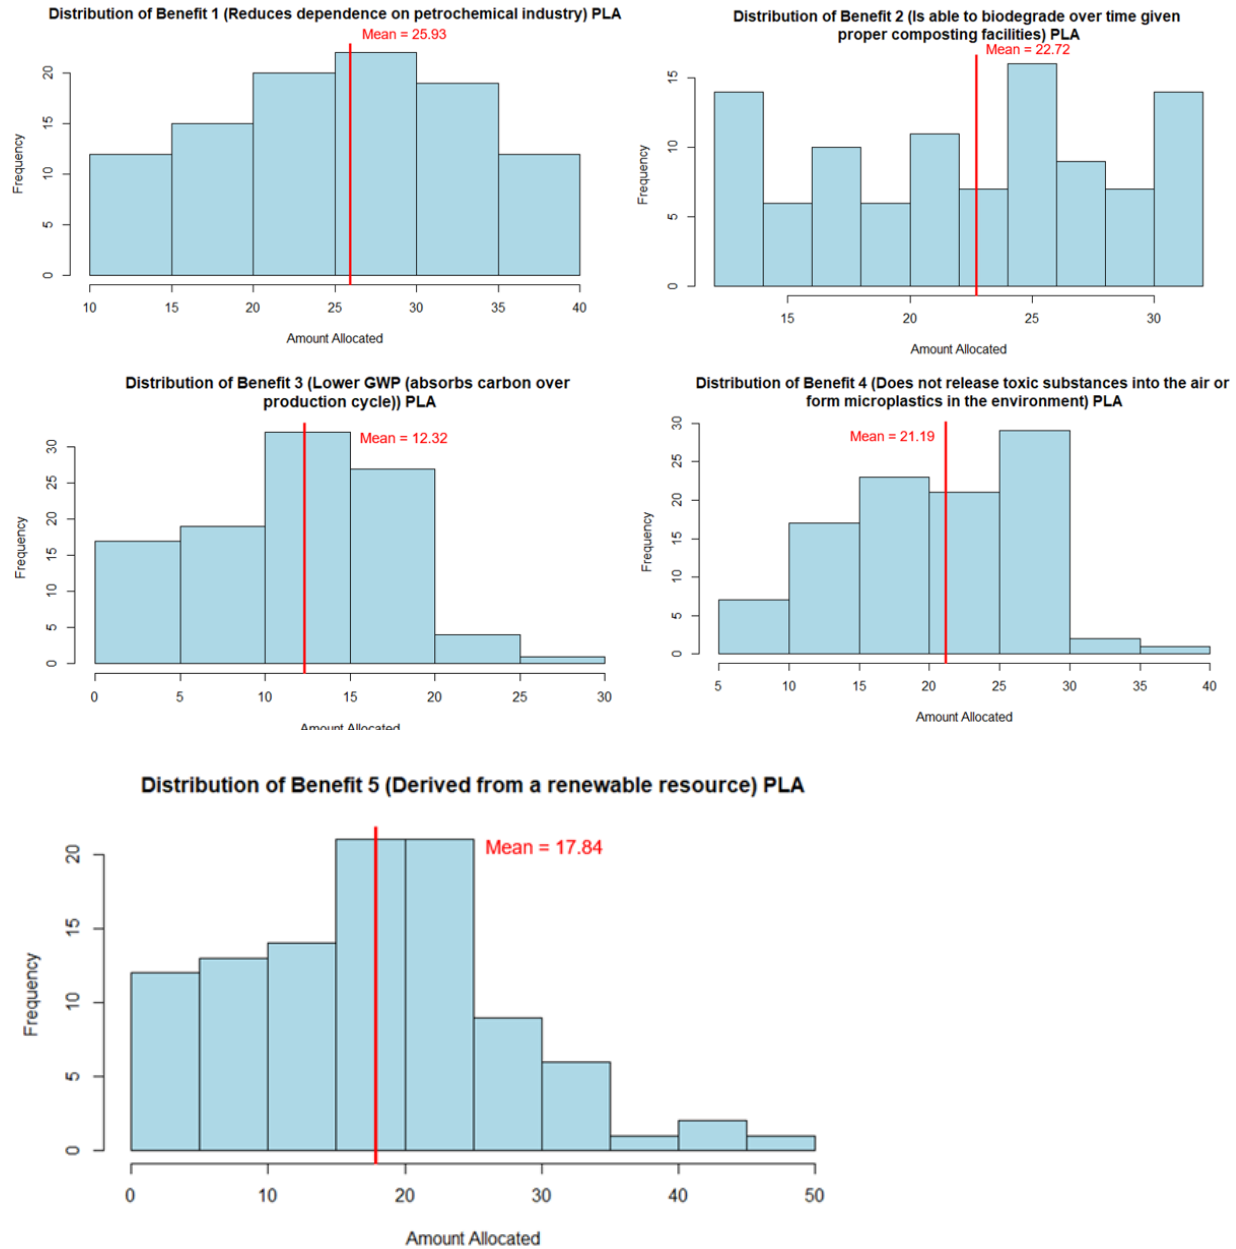 Distribution of Benefit 1 (Reduces dependence on petrochemical industry) PLA
Mean = 25.93
Frequency
20
15
10
5
0
10 15 20 25 30 35 40
Amount Allocated
Distribution of Benefit 2 (Is able to biodegrade over time given
proper composting facilities) PLA
Mean = 22.72
Frequency
15
10
5
0
15 20 25 30
Amount Allocated
Distribution of Benefit 3 (Lower GWP (absorbs carbon over
production cycle)) PLA
Mean = 12.32
Frequency
30
25
20
15
10
5
0
0 5 10 15 20 25 30
Amount Allocated
Distribution of Benefit 4 (Does not release toxic substances into the air or
form microplastics in the environment) PLA
Mean = 21.19
Frequency
30
25
20
15
10
5
0
5 10 15 20 25 30 35 40
Amount Allocated
Distribution of Benefit 5 (Derived from a renewable resource) PLA
Mean = 17.84
Frequency
20
15
10
5
0
0 10 20 30 40 50
Amount Allocated